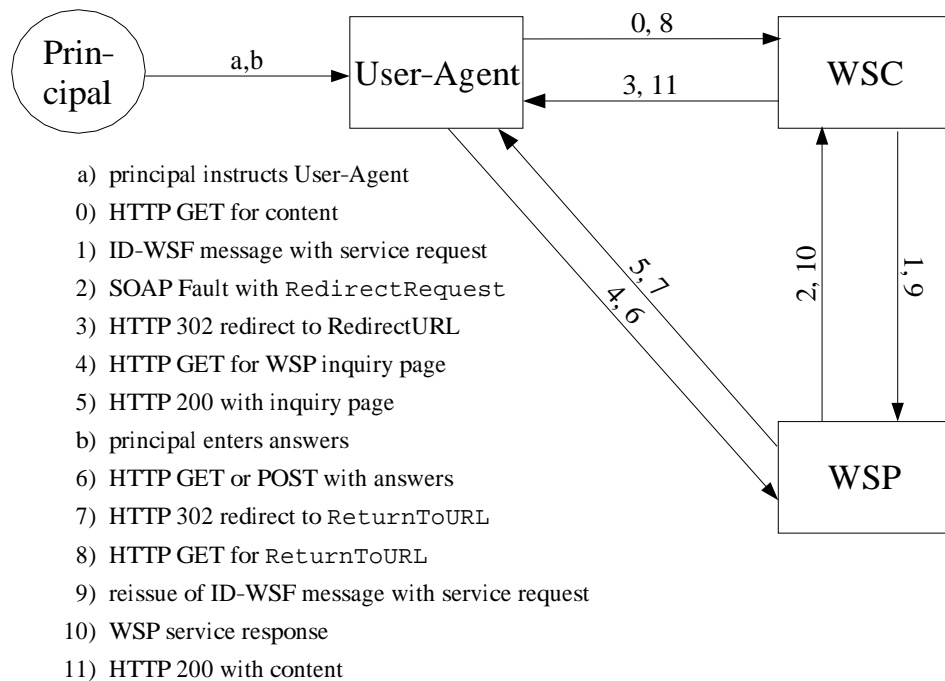 Prin-
cipal
a,b
User-Agent
0, 8
3, 11
WSC
5, 7
4, 6
2, 10
1, 9
WSP
a) principal instructs User-Agent
0) HTTP GET for content
1) ID-WSF message with service request
2) SOAP Fault with RedirectRequest
3) HTTP 302 redirect to RedirectURL
4) HTTP GET for WSP inquiry page
5) HTTP 200 with inquiry page
b) principal enters answers
6) HTTP GET or POST with answers
7) HTTP 302 redirect to ReturnToURL
8) HTTP GET for ReturnToURL
9) reissue of ID-WSF message with service request
10) WSP service response
11) HTTP 200 with content